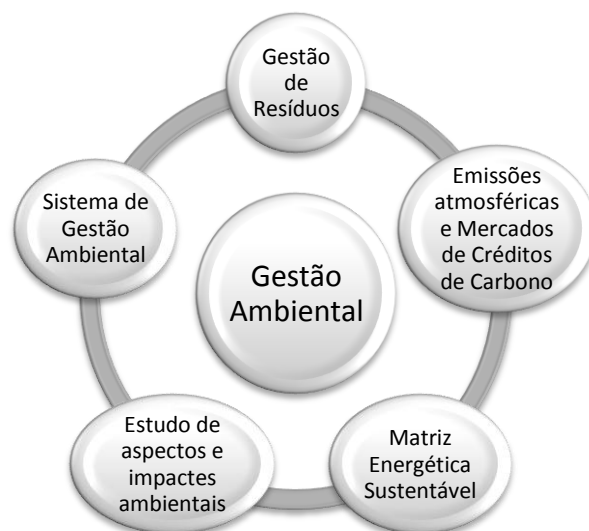 Gestão
de
Resíduos
Emissões
atmosféricas
e Mercados
de Créditos
de Carbono
Matriz
Energética
Sustentável
Estudo de
aspectos e
impactes
ambientais
Sistema de
Gestão
Ambiental
Gestão
Ambiental